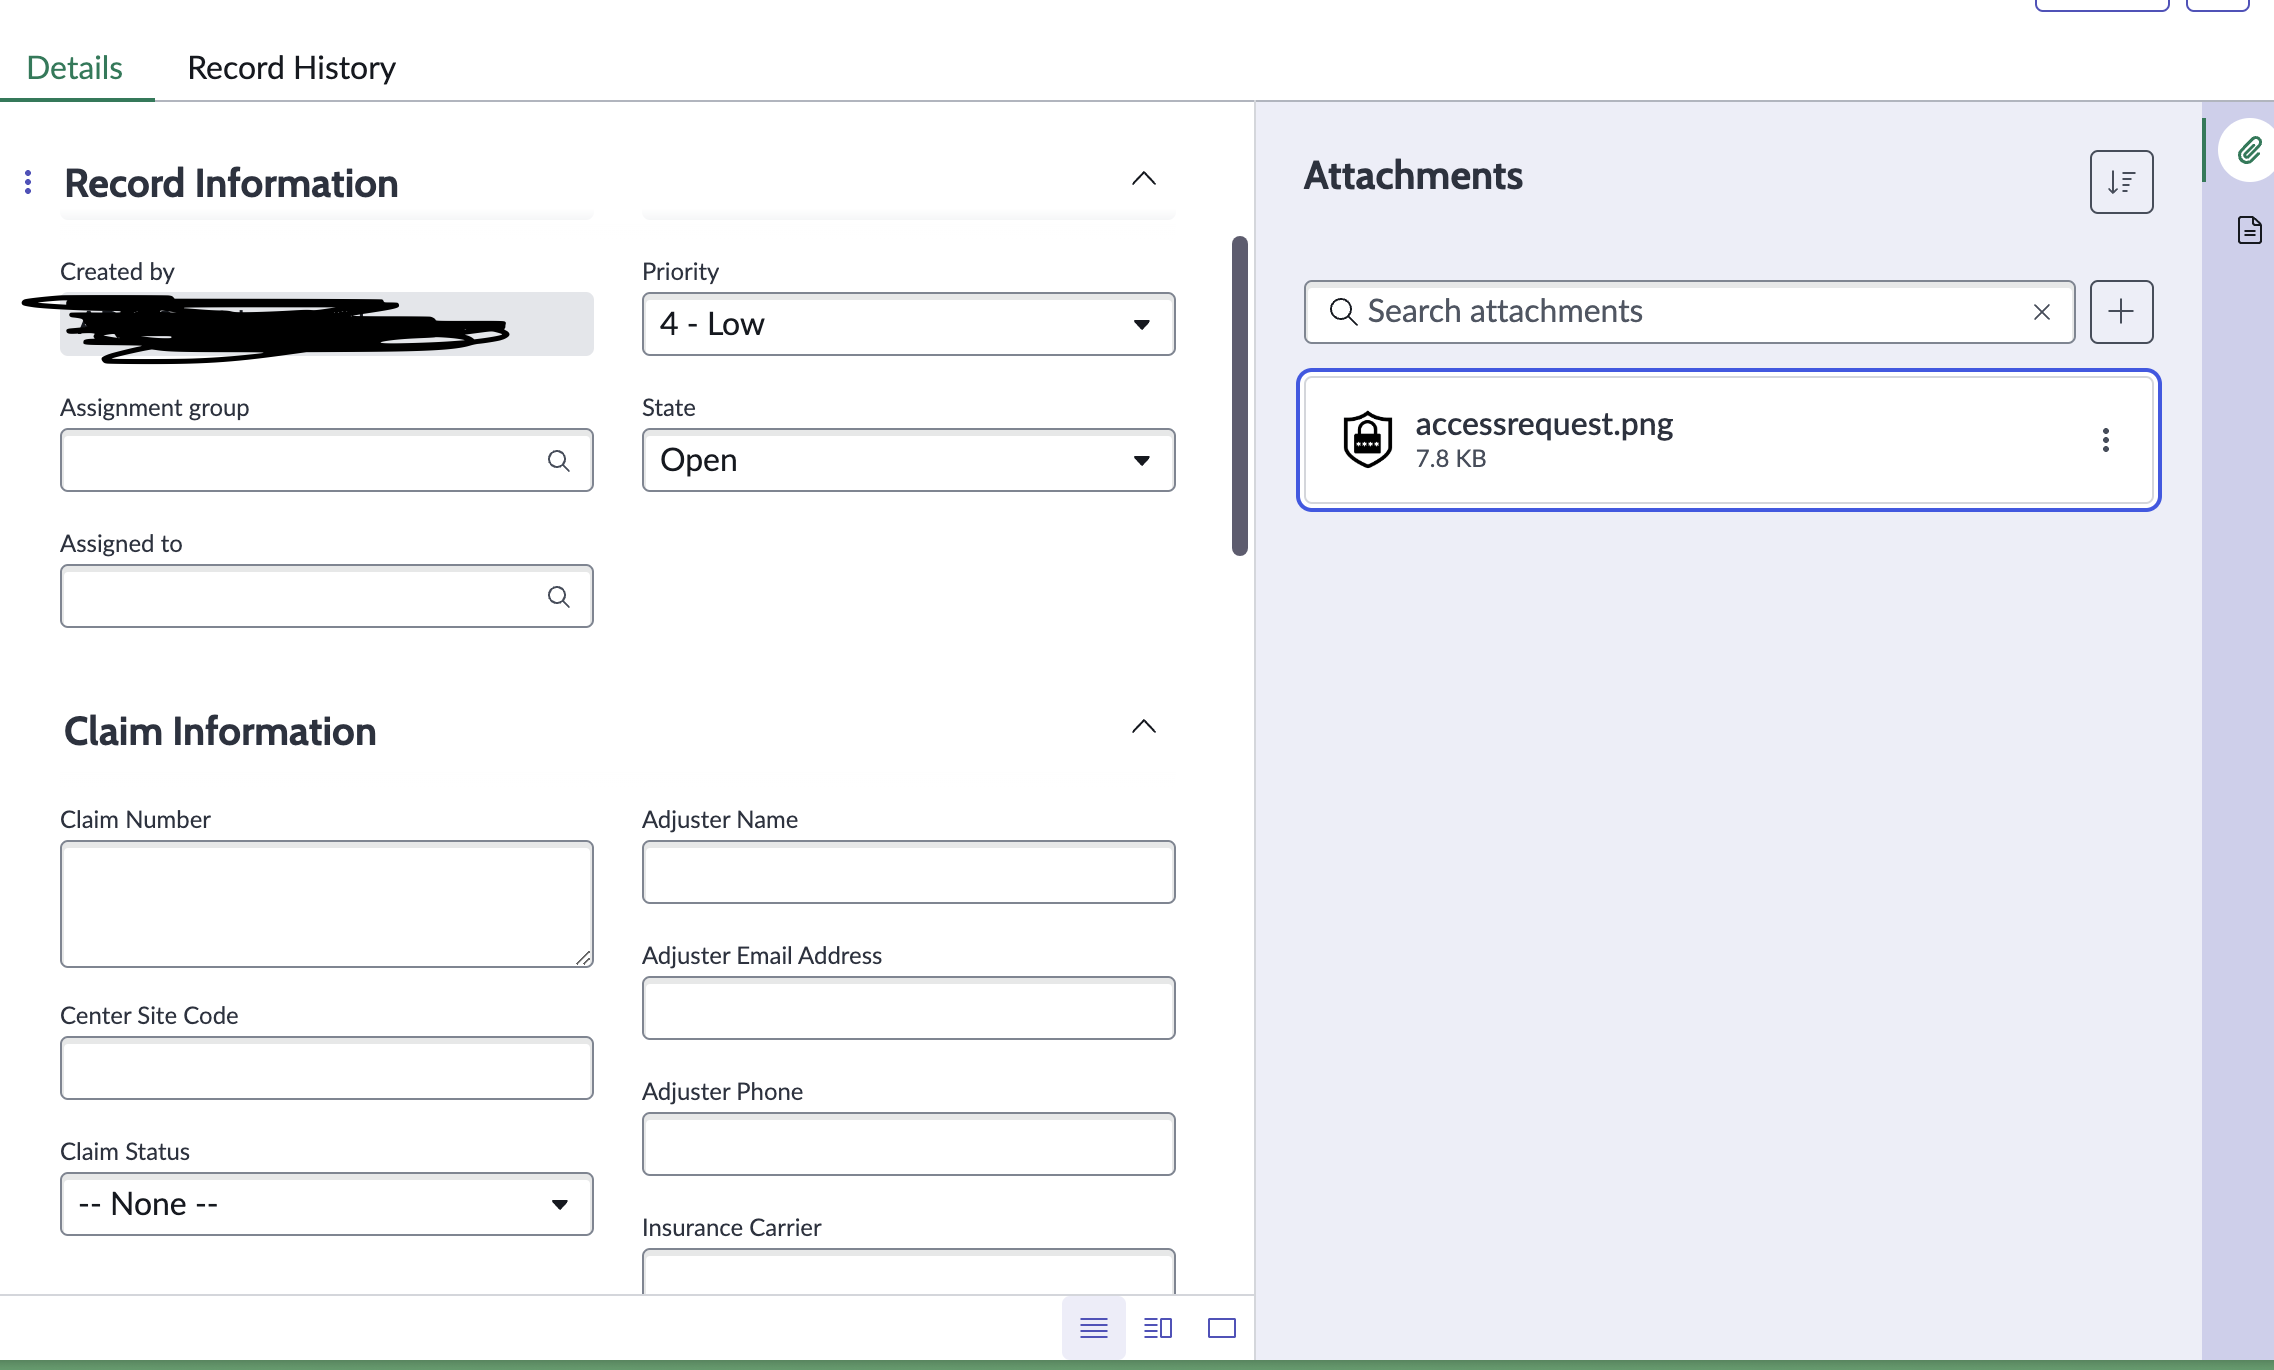 Details
Record History
Record Information
Created by
Priority
4 - Low
Assignment group
State
Open
Assigned to
Claim Information
Claim Number
Adjuster Name
Adjuster Email Address
Center Site Code
Adjuster Phone
Claim Status
-- None --
Insurance Carrier
Attachments
Search attachments
accessrequest.png
7.8 KB